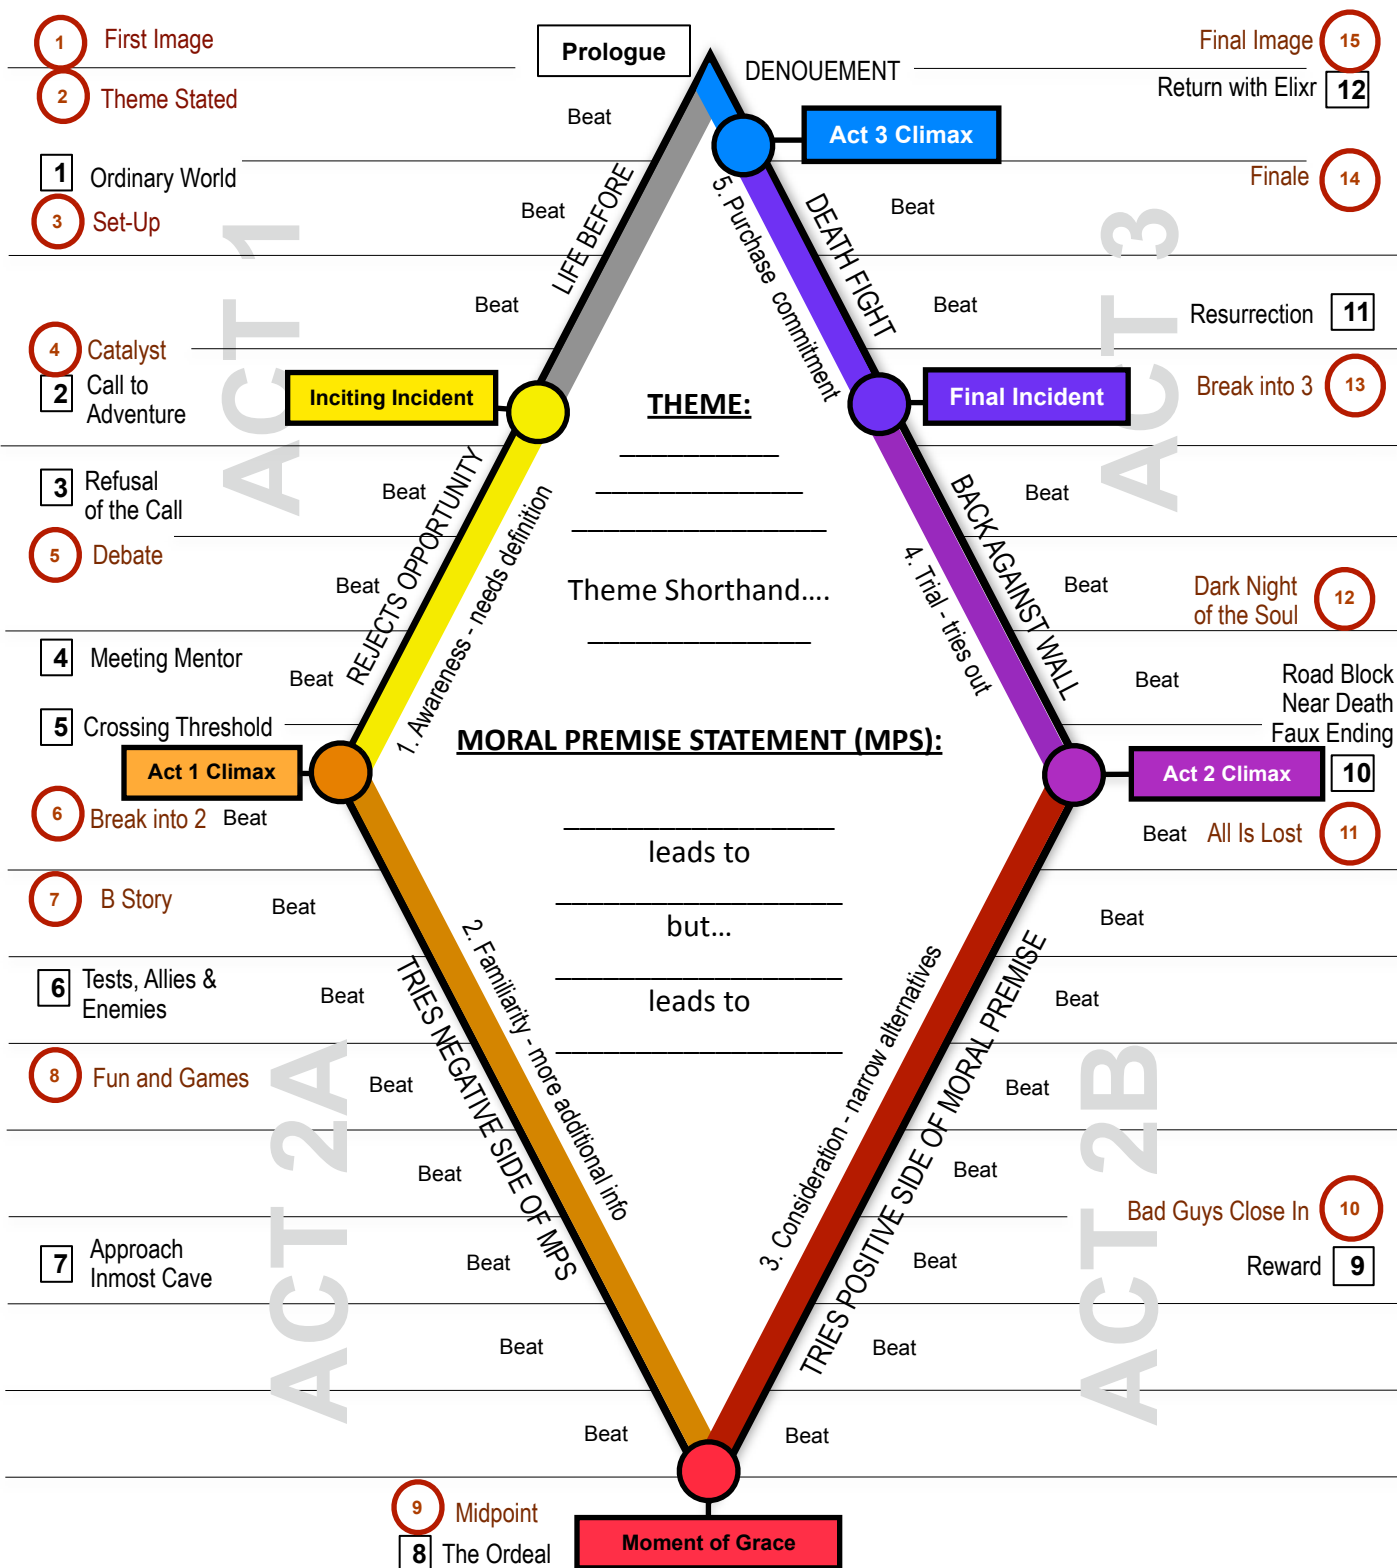 1 First Image
Prologue
Final Image 15
DENOUEMENT
2 Theme Stated
Return with Elixr 12
Beat
Act 3 Climax
1 Ordinary World
Finale 14
3 Set-Up
Beat
Beat
ACT 1
LIFE BEFORE
5. Purchase commitment
DEATH FIGHT
ACT 3
Beat
Beat
Resurrection 11
4 Catalyst
2 Call to
Adventure
Inciting Incident
THEME:
Final Incident
Break into 3 13
_________
____________
_______________
3 Refusal
of the Call
Beat
Beat
5 Debate
REJECTS OPPORTUNITY
1. Awareness - needs definition
4. Trial - tries out
BACK AGAINST WALL
Beat
Theme Shorthand....
_____________
Beat
Dark Night
of the Soul 12
4 Meeting Mentor
Beat
Beat
Road Block
Near Death
Faux Ending
10
5 Crossing Threshold
MORAL PREMISE STATEMENT (MPS):
Act 1 Climax
Act 2 Climax
6 Break into 2
Beat
________________
leads to
_________________
but...
_________________
leads to
_________________
Beat
All Is Lost 11
7 B Story
Beat
Beat
6 Tests, Allies &
Enemies
Beat
Beat
8 Fun and Games
Beat
Beat
ACT 2A
TRIES NEGATIVE SIDE OF MPS
2. Familiarity - more additional info
3. Consideration - narrow alternatives
TRIES POSITIVE SIDE OF MORAL PREMISE
ACT 2B
Beat
Beat
Bad Guys Close In 10
7 Approach
Inmost Cave
Beat
Beat
Reward 9
Beat
Beat
Beat
Beat
9 Midpoint
8 The Ordeal
Moment of Grace